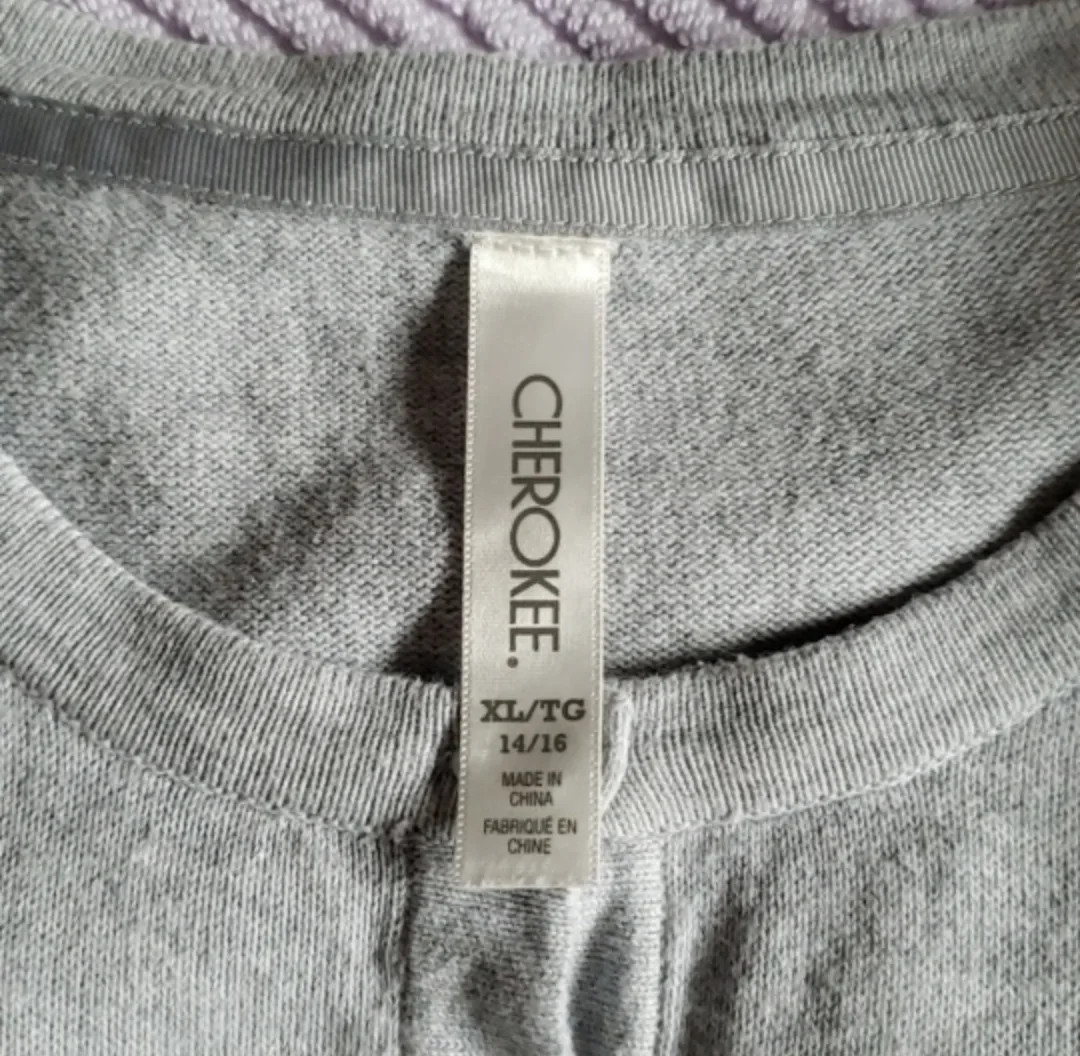 CHEROKEE.
XL/TG
14/16
MADE IN
CHINA
FABRIQUÉ EN
CHINE